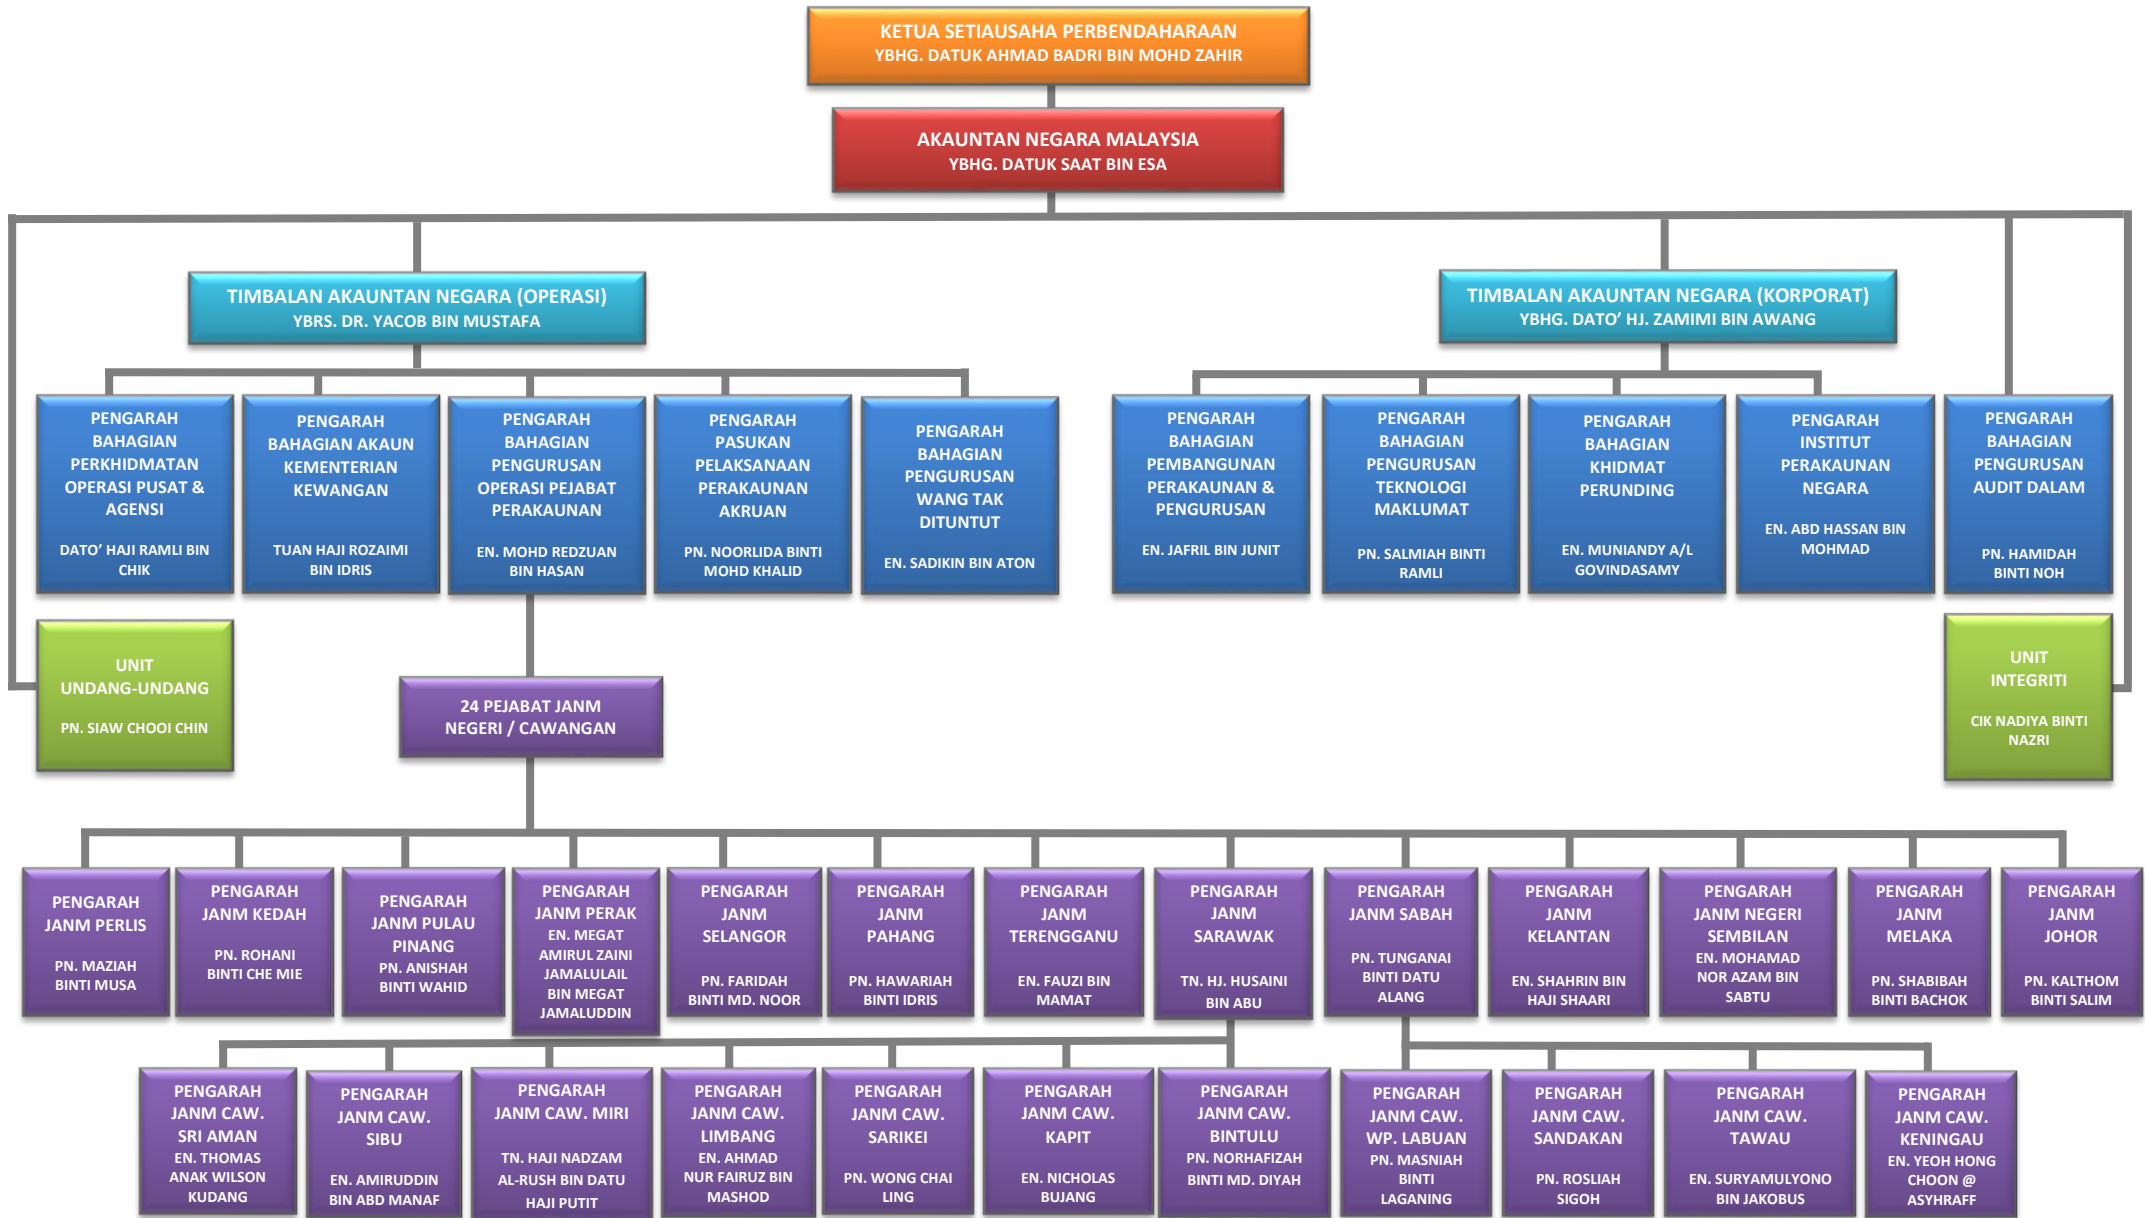 KETUA SETIAUSAHA PERBENDAHARAAN
YBHG. DATUK AHMAD BADRI BIN MOHD ZAHIR
AKAUNTAN NEGARA MALAYSIA
YBHG. DATUK SAAT BIN ESA
TIMBALAN AKAUNTAN NEGARA (OPERASI)
YBRS. DR. YACOB BIN MUSTAFA
TIMBALAN AKAUNTAN NEGARA (KORPORAT)
YBHG. DATO’ HJ. ZAMIMI BIN AWANG
PENGARAH
BAHAGIAN
PERKHIDMATAN
OPERASI PUSAT &
AGENSI
DATO’ HAJI RAMLI BIN
CHIK
PENGARAH
BAHAGIAN AKAUN
KEMENTERIAN
KEWANGAN
TUAN HAJI ROZAIMI
BIN IDRIS
PENGARAH
BAHAGIAN
PENGURUSAN
OPERASI PEJABAT
PERAKAUNAN
EN. MOHD REDZUAN
BIN HASAN
PENGARAH
PASUKAN
PELAKSANAAN
PERAKAUNAN
AKRUAN
PN. NOORLIDA BINTI
MOHD KHALID
PENGARAH
BAHAGIAN
PENGURUSAN
WANG TAK
DITUNTUT
EN. SADIKIN BIN ATON
PENGARAH
BAHAGIAN
PEMBANGUNAN
PERAKAUNAN &
PENGURUSAN
EN. JAFRIL BIN JUNIT
PENGARAH
BAHAGIAN
PENGURUSAN
TEKNOLOGI
MAKLUMAT
PN. SALMIAH BINTI
RAMLI
PENGARAH
BAHAGIAN
KHIDMAT
PERUNDING
EN. MUNIANDY A/L
GOVINDASAMY
PENGARAH
INSTITUT
PERAKAUNAN
NEGARA
EN. ABD HASSAN BIN
MOHMAD
PENGARAH
BAHAGIAN
PENGURUSAN
AUDIT DALAM
PN. HAMIDAH
BINTI NOH
UNIT
UNDANG-UNDANG
PN. SIAW CHOOI CHIN
UNIT
INTEGRITI
CIK NADIYA BINTI
NAZRI
24 PEJABAT JANM
NEGERI / CAWANGAN
PENGARAH
JANM PERLIS
PN. MAZIAH
BINTI MUSA
PENGARAH
JANM KEDAH
PN. ROHANI
BINTI CHE MIE
PENGARAH
JANM PULAU
PINANG
PN. ANISHAH
BINTI WAHID
PENGARAH
JANM PERAK
EN. MEGAT
AMIRUL ZAINI
JAMALULAIL
BIN MEGAT
JAMALUDDIN
PENGARAH
JANM
SELANGOR
PN. FARIDAH
BINTI MD. NOOR
PENGARAH
JANM
PAHANG
PN. HAWARIAH
BINTI IDRIS
PENGARAH
JANM
TERENGGANU
EN. FAUZI BIN
MAMAT
PENGARAH
JANM
SARAWAK
TN. HJ. HUSAINI
BIN ABU
PENGARAH
JANM SABAH
PN. TUNGANAI
BINTI DATU
ALANG
PENGARAH
JANM
KELANTAN
EN. SHAHRIN BIN
HAJI SHAARI
PENGARAH
JANM NEGERI
SEMBILAN
EN. MOHAMAD
NOR AZAM BIN
SABTU
PENGARAH
JANM
MELAKA
PN. SHABIBAH
BINTI BACHOK
PENGARAH
JANM
JOHOR
PN. KALTHOM
BINTI SALIM
PENGARAH
JANM CAW.
SRI AMAN
EN. THOMAS
ANAK WILSON
KUDANG
PENGARAH
JANM CAW.
SIBU
EN. AMIRUDDIN
BIN ABD MANAF
PENGARAH
JANM CAW. MIRI
TN. HAJI NADZAM
AL-RUSH BIN DATU
HAJI PUTIT
PENGARAH
JANM CAW.
LIMBANG
EN. AHMAD
NUR FAIRUZ BIN
MASHOD
PENGARAH
JANM CAW.
SARIKEI
PN. WONG CHAI
LING
PENGARAH
JANM CAW.
KAPIT
EN. NICHOLAS
BUJANG
PENGARAH
JANM CAW.
BINTULU
PN. NORHAFIZAH
BINTI MD. DIYAH
PENGARAH
JANM CAW.
WP. LABUAN
PN. MASNIAH
BINTI
LAGANING
PENGARAH
JANM CAW.
SANDAKAN
PN. ROSLIAH
SIGOH
PENGARAH
JANM CAW.
TAWAU
EN. SURYAMULYONO
BIN JAKOBUS
PENGARAH
JANM CAW.
KENINGAU
EN. YEOH HONG
CHOON @
ASYHRAFF